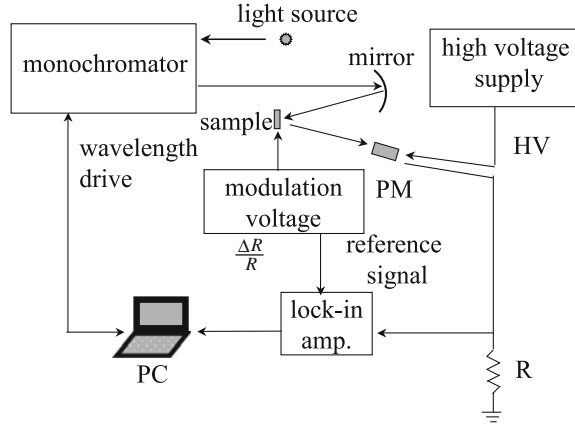 light source
monochromator
mirror
high voltage
supply
sample
wavelength
drive
HV
PM
modulation
voltage
ΔR
R
reference
signal
lock-in
amp.
PC
R